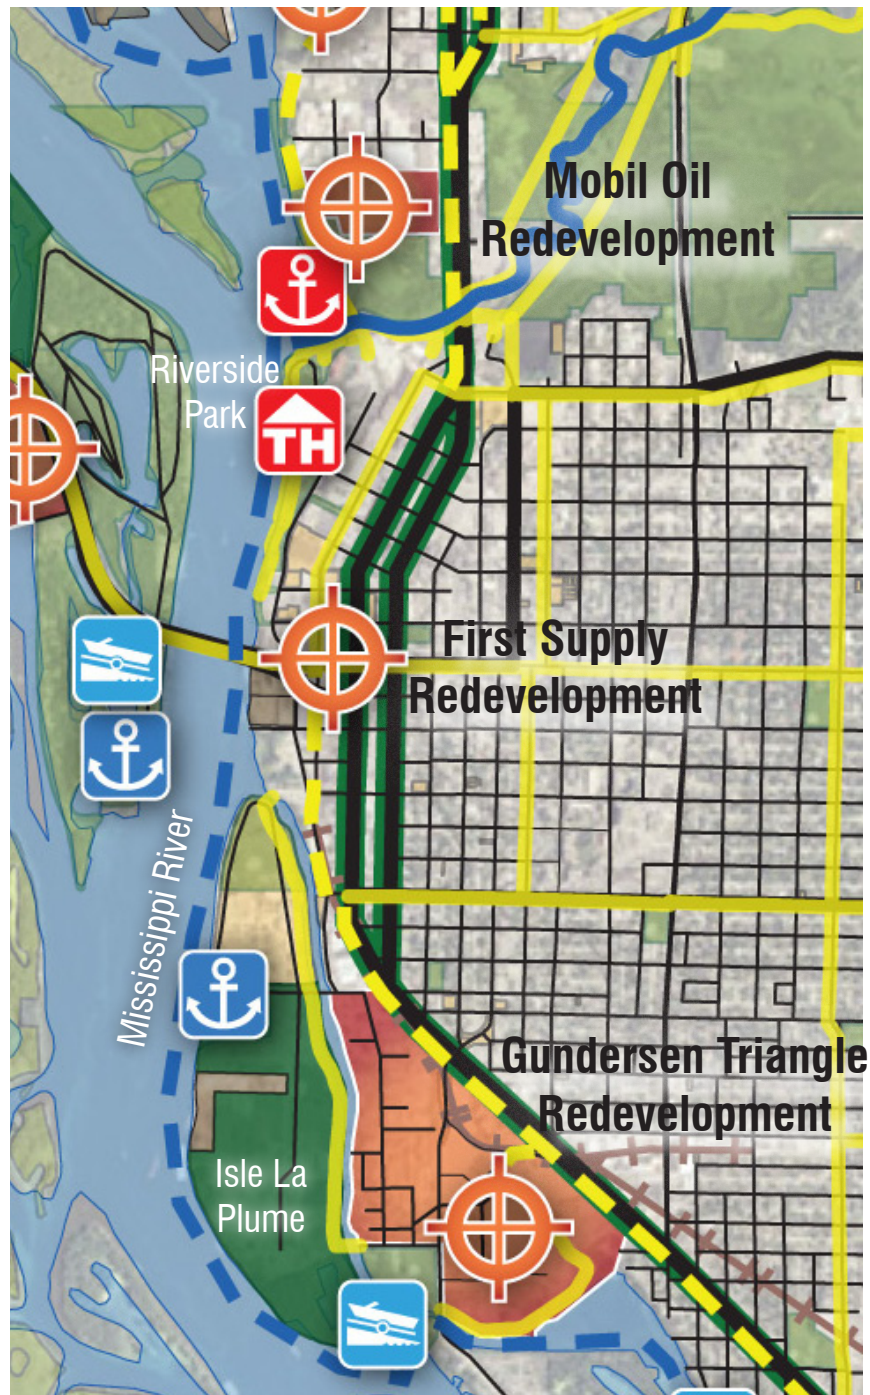 Mobil Oil
Redevelopment
Riverside
Park
TH
First Supply
Redevelopment
Mississippi River
Gundersen Triangle
Redevelopment
Isle La
Plume